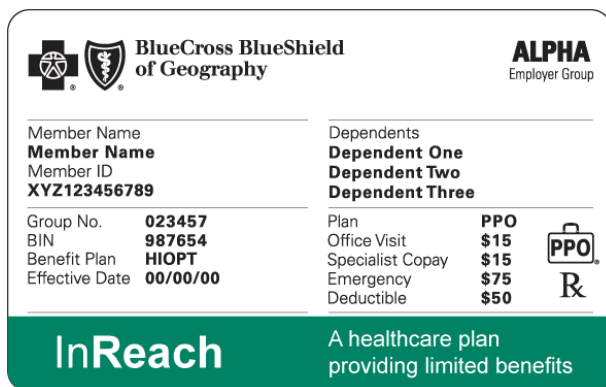 BlueCross BlueShield
of Geography
ALPHA
Employer Group
Member Name
Member Name
Member ID
XYZ123456789
Dependents
Dependent One
Dependent Two
Dependent Three
Group No. 023457
BIN 987654
Benefit Plan HIOPT
Effective Date 00/00/00
Plan PPO
Office Visit $15
Specialist Copay $15
Emergency $75
Deductible $50
PPO®
Rx
InReach
A healthcare plan
providing limited benefits